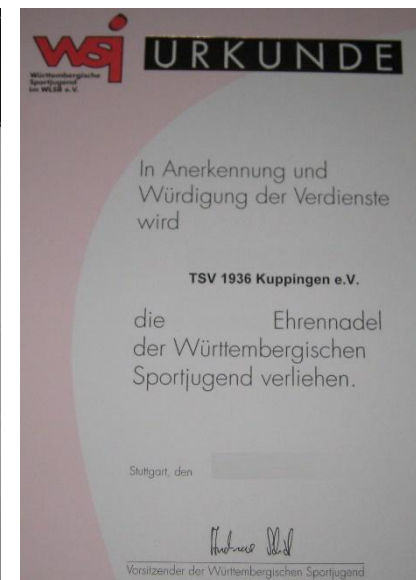 wsj
Württembergische
Sportjugend
im WLSB e.V.
URKUNDE
In Anerkennung und
Würdigung der Verdienste
wird
TSV 1936 Kuppingen e.V.
die Ehrennadel
der Württembergischen
Sportjugend verliehen.
Stuttgart, den
Vorsitzender der Württembergischen Sportjugend